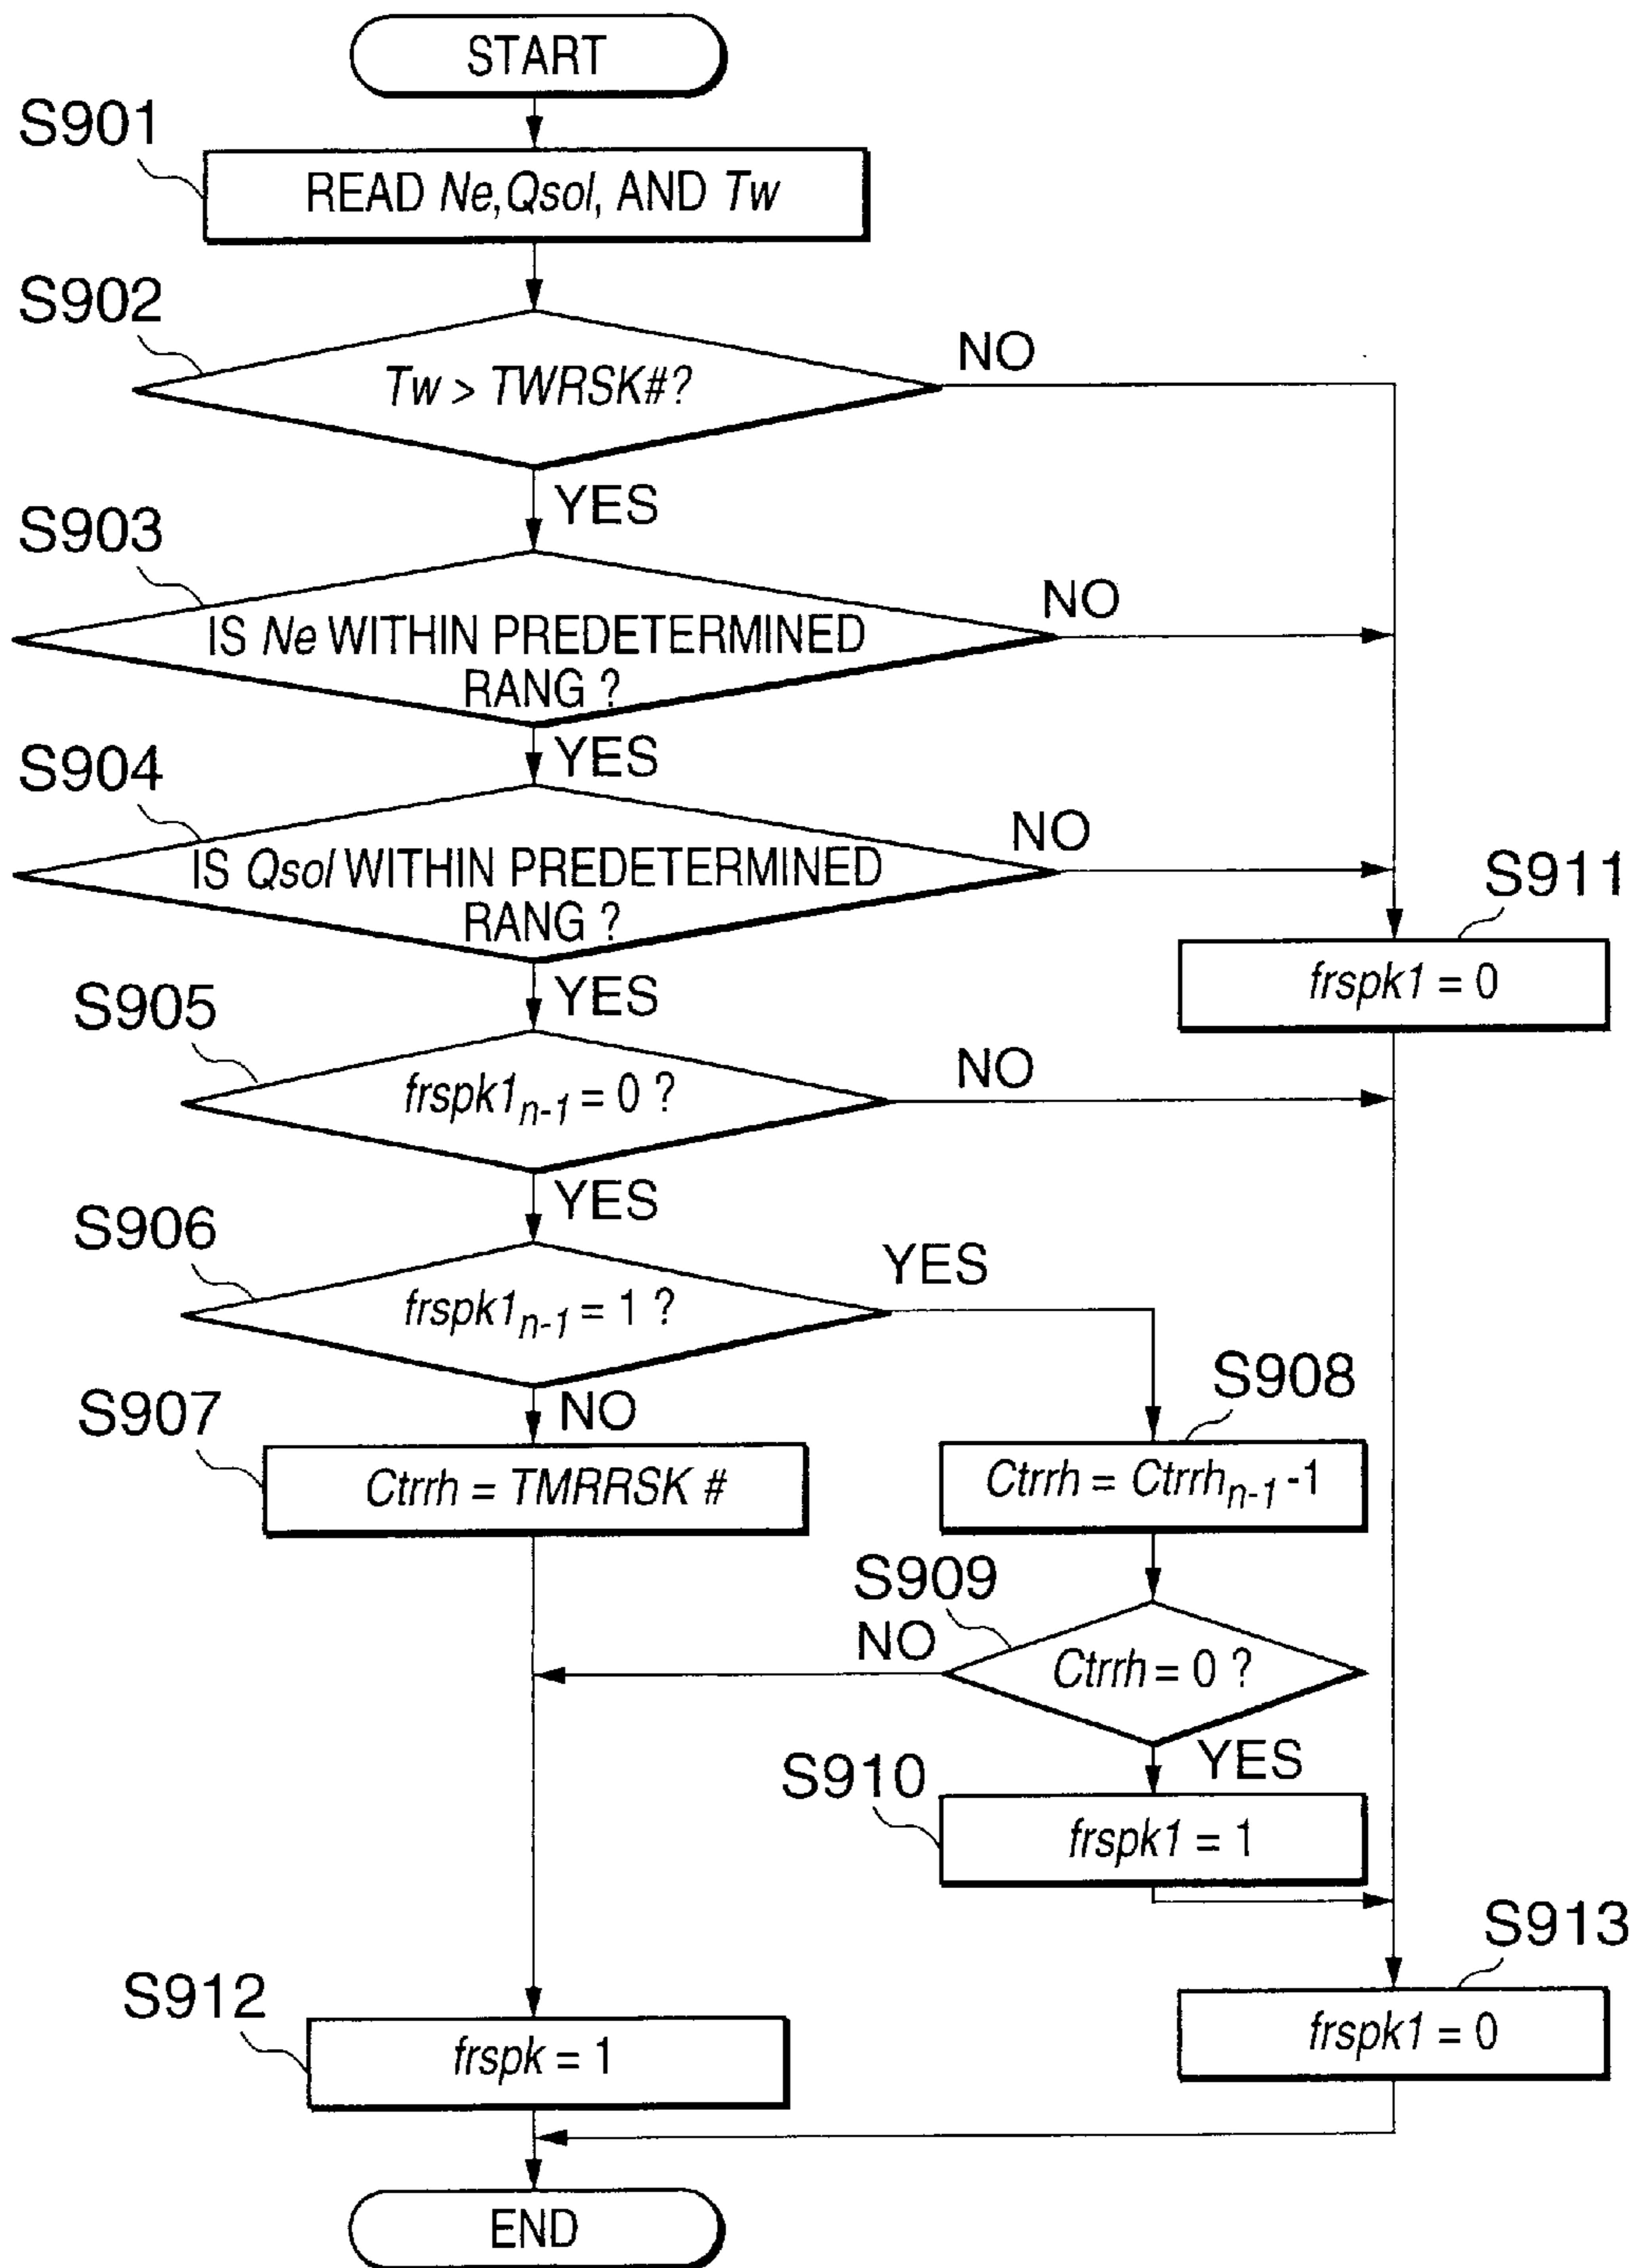 START
S901
READ Ne,Qsol, AND Tw
S902
Tw > TWRSK#?
NO
YES
S903
IS Ne WITHIN PREDETERMINED
RANG ?
NO
YES
S904
IS Qsol WITHIN PREDETERMINED
RANG ?
NO
S911
frspk1 = 0
YES
S905
frspk1n-1 = 0 ?
NO
YES
S906
frspk1n-1 = 1 ?
YES
NO
S907
Ctrrh = TMRRSK #
S908
Ctrrh = Ctrrhn-1 -1
S909
NO
Ctrrh = 0 ?
YES
S910
frspk1 = 1
S912
frspk = 1
S913
frspk1 = 0
END